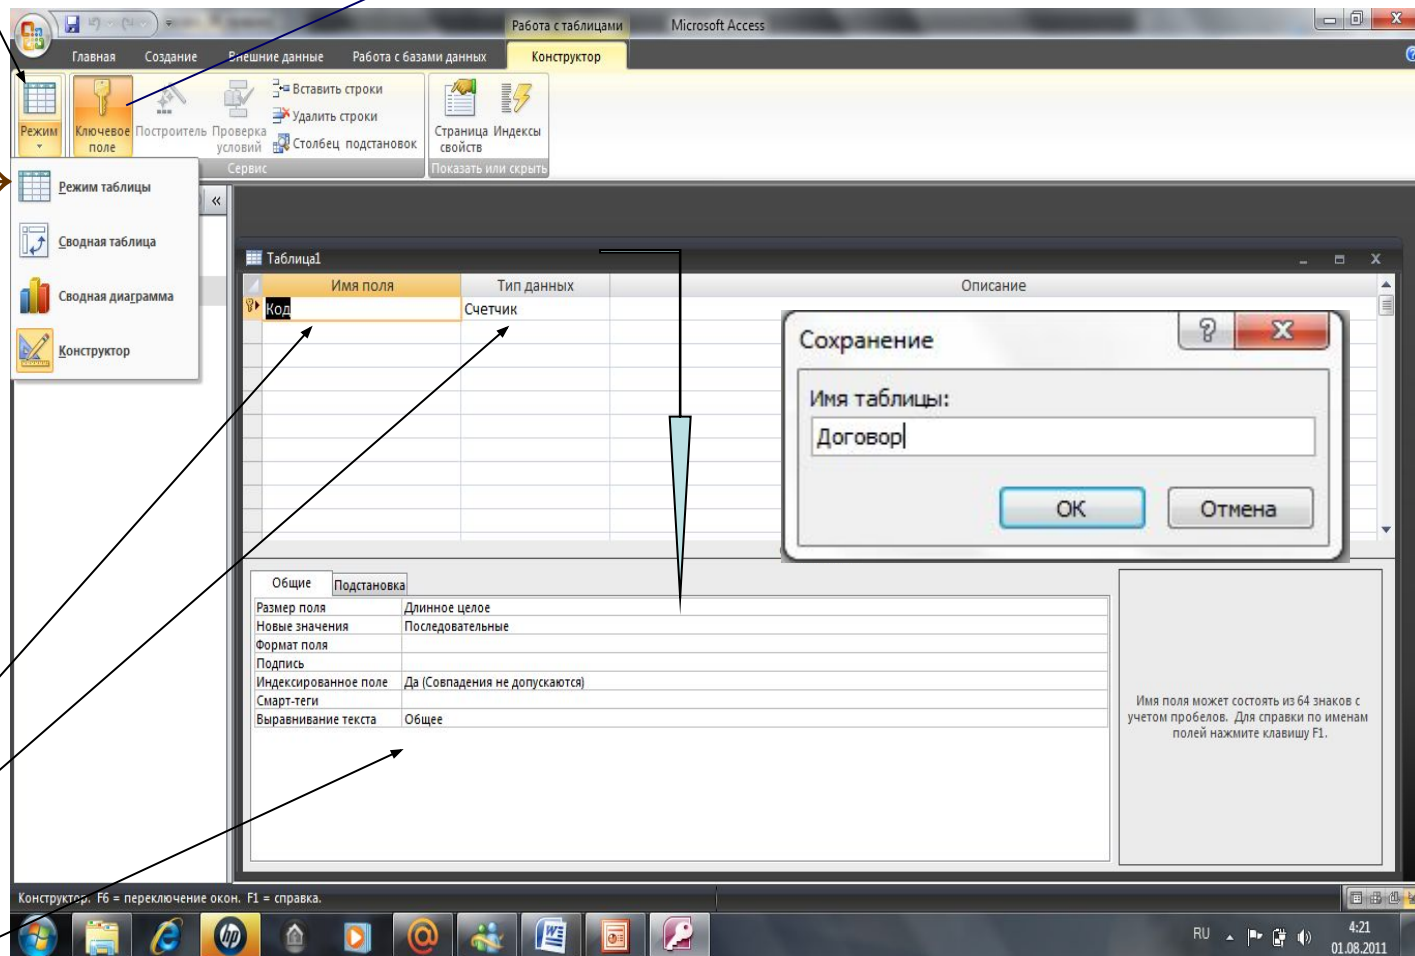 Работа с таблицами Microsoft Access
Главная Создание Внешние данные Работа с базами данных Конструктор
Режим
Ключевое поле
Построитель
Проверка условий
Вставить строки
Удалить строки
Столбец подстановок
Страница свойств
Индексы
Сервис
Показать или скрыть
Режим таблицы
Сводная таблица
Сводная диаграмма
Конструктор
«
Таблица1
Имя поля Тип данных Описание
Код Счетчик
Сохранение
Имя таблицы:
Договор
ОК Отмена
Общие Подстановка
Размер поля Длинное целое
Новые значения Последовательные
Формат поля
Подпись
Индексированное поле Да (Совпадения не допускаются)
Смарт-теги
Выравнивание текста Общее
Имя поля может состоять из 64 знаков с
учетом пробелов. Для справки по именам
полей нажмите клавишу F1.
Конструктор. F6 = переключение окон. F1 = справка.
hp
RU
4:21
01.08.2011